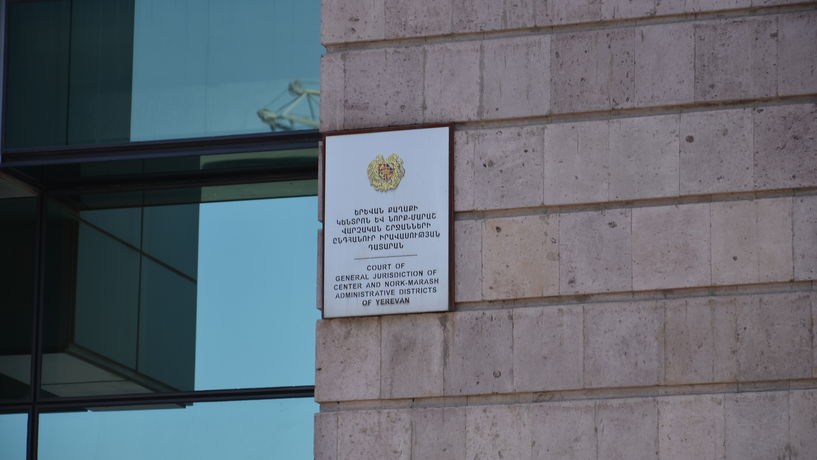 ԵՐԵՎԱՆ ՔԱՂԱՔԻ
ԿԵՆՏՐՈՆ ԵՎ ՆՈՐՔ-ՄԱՐԱՇ
ՎԱՐՉԱԿԱՆ ՇՐՋԱՆՆԵՐԻ
ԸՆԴՀԱՆՈՒՐ ԻՐԱՎԱՍՈՒԹՅԱՆ
ԴԱՏԱՐԱՆ
COURT OF
GENERAL JURISDICTION OF
CENTER AND NORK-MARASH
ADMINISTRATIVE DISTRICTS
OF YEREVAN